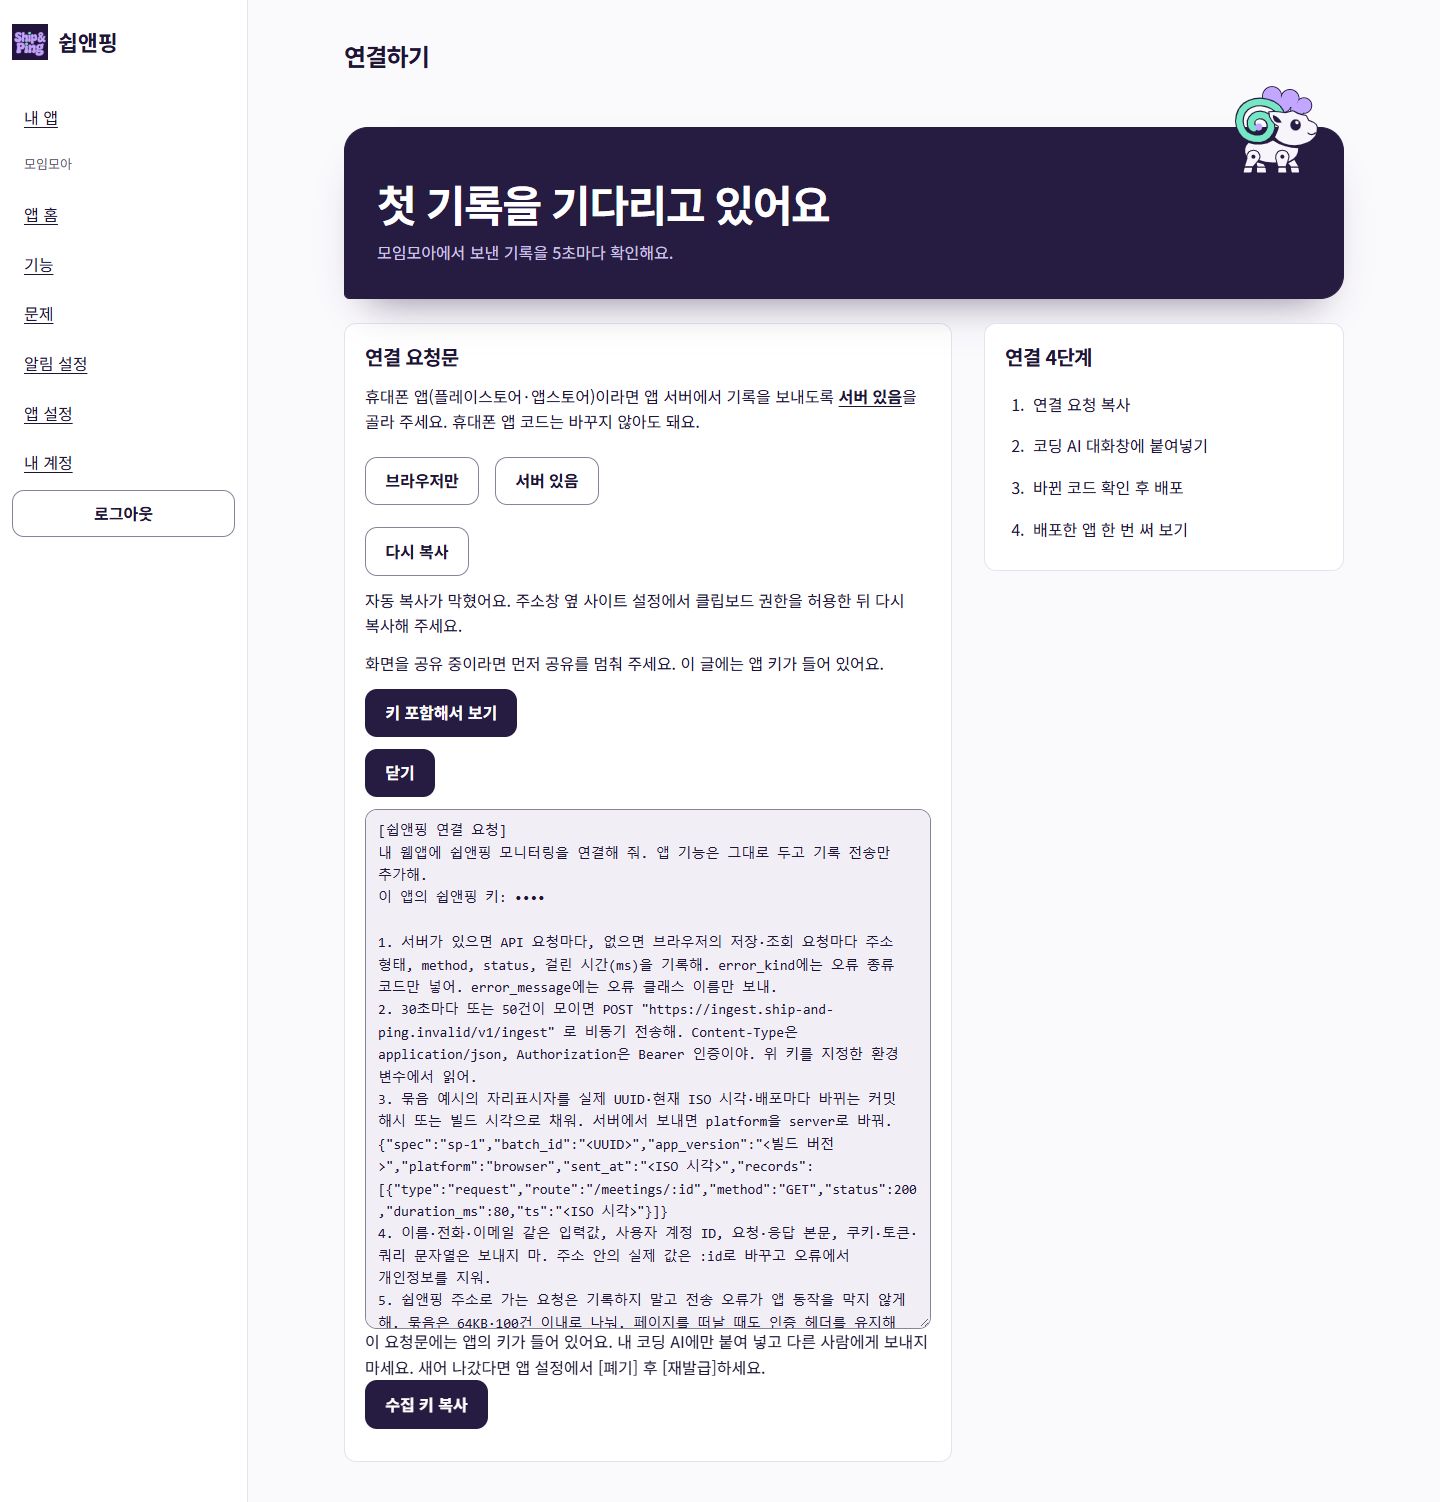 Ship&
Ping
쉽앤핑
내 앱
모임모아
앱 홈
기능
문제
알림 설정
앱 설정
내 계정
로그아웃
연결하기
첫 기록을 기다리고 있어요
모임모아에서 보낸 기록을 5초마다 확인해요.
연결 요청문
휴대폰 앱(플레이스토어·앱스토어)이라면 앱 서버에서 기록을 보내도록 서버 있음을
골라 주세요. 휴대폰 앱 코드는 바꾸지 않아도 돼요.
브라우저만
서버 있음
다시 복사
자동 복사가 막혔어요. 주소창 옆 사이트 설정에서 클립보드 권한을 허용한 뒤 다시
복사해 주세요.
화면을 공유 중이라면 먼저 공유를 멈춰 주세요. 이 글에는 앱 키가 들어 있어요.
키 포함해서 보기
닫기
[쉽앤핑 연결 요청]
내 웹앱에 쉽앤핑 모니터링을 연결해 줘. 앱 기능은 그대로 두고 기록 전송만
추가해.
이 앱의 쉽앤핑 키: ••••
1. 서버가 있으면 API 요청마다, 없으면 브라우저의 저장·조회 요청마다 주소
형태, method, status, 걸린 시간(ms)을 기록해. error_kind에는 오류 종류
코드만 넣어. error_message에는 오류 클래스 이름만 보내.
2. 30초마다 또는 50건이 모이면 POST "https://ingest.ship-and-
ping.invalid/v1/ingest" 로 비동기 전송해. Content-Type은
application/json, Authorization은 Bearer 인증이야. 위 키를 지정한 환경
변수에서 읽어.
3. 묶음 예시의 자리표시자를 실제 UUID·현재 ISO 시각·배포마다 바뀌는 커밋
해시 또는 빌드 시각으로 채워. 서버에서 보내면 platform을 server로 바꿔.
{"spec":"sp-1","batch_id":"<UUID>","app_version":"<빌드 버전
>","platform":"browser","sent_at":"<ISO 시각>","records":
[{"type":"request","route":"/meetings/:id","method":"GET","status":200
,"duration_ms":80,"ts":"<ISO 시각>"}]}
4. 이름·전화·이메일 같은 입력값, 사용자 계정 ID, 요청·응답 본문, 쿠키·토큰·
쿼리 문자열은 보내지 마. 주소 안의 실제 값은 :id로 바꾸고 오류에서
개인정보를 지워.
5. 쉽앤핑 주소로 가는 요청은 기록하지 말고 전송 오류가 앱 동작을 막지 않게
해. 묶음은 64KB·100건 이내로 나눠. 페이지를 떠날 때도 인증 헤더를 유지해
이 요청문에는 앱의 키가 들어 있어요. 내 코딩 AI에만 붙여 넣고 다른 사람에게 보내지
마세요. 새어 나갔다면 앱 설정에서 [폐기] 후 [재발급]하세요.
수집 키 복사
연결 4단계
1. 연결 요청 복사
2. 코딩 AI 대화창에 붙여넣기
3. 바뀐 코드 확인 후 배포
4. 배포한 앱 한 번 써 보기